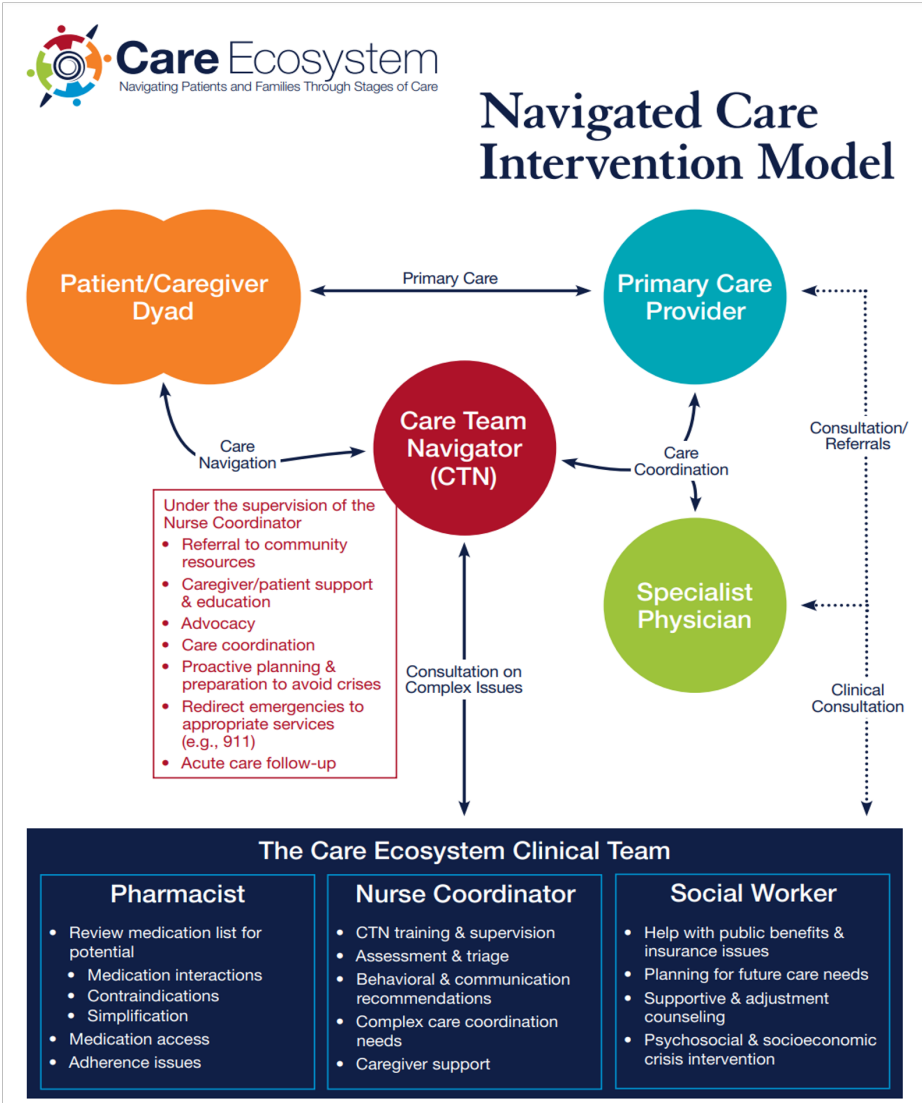 Care Ecosystem
Navigating Patients and Families Through Stages of Care
Navigated Care
Intervention Model
Patient/Caregiver
Dyad
Primary Care
Primary Care
Provider
Care Team
Navigator
(CTN)
Care
Navigation
Care
Coordination
Consultation/
Referrals
Under the supervision of the
Nurse Coordinator
• Referral to community
resources
• Caregiver/patient support
& education
• Advocacy
• Care coordination
• Proactive planning &
preparation to avoid crises
• Redirect emergencies to
appropriate services
(e.g., 911)
• Acute care follow-up
Specialist
Physician
Consultation on
Complex Issues
Clinical
Consultation
The Care Ecosystem Clinical Team
Pharmacist
• Review medication list for
potential
• Medication interactions
• Contraindications
• Simplification
• Medication access
• Adherence issues
Nurse Coordinator
• CTN training & supervision
• Assessment & triage
• Behavioral & communication
recommendations
• Complex care coordination
needs
• Caregiver support
Social Worker
• Help with public benefits &
insurance issues
• Planning for future care needs
• Supportive & adjustment
counseling
• Psychosocial & socioeconomic
crisis intervention